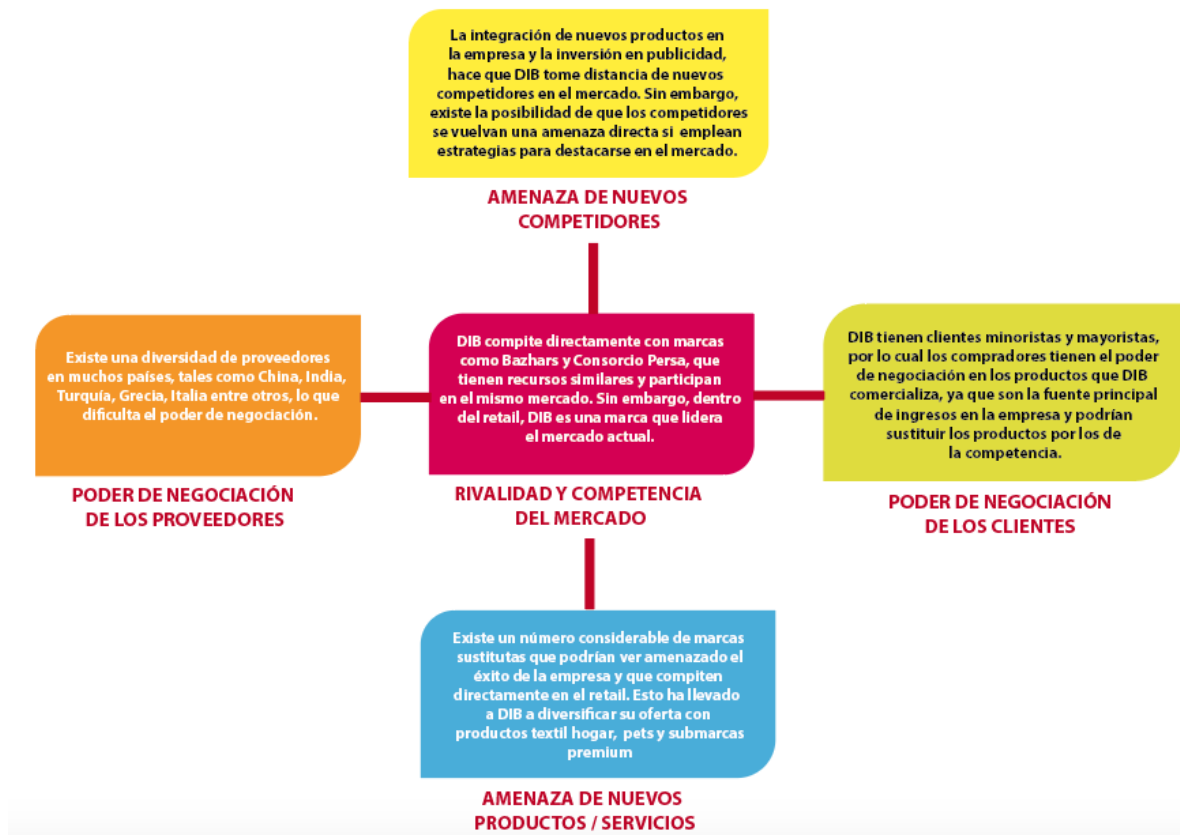 La integración de nuevos productos en
la empresa y la inversión en publicidad,
hace que DIB tome distancia de nuevos
competidores en el mercado. Sin embargo,
existe la posibilidad de que los competidores
se vuelvan una amenaza directa si emplean
estrategias para destacarse en el mercado.
AMENAZA DE NUEVOS
COMPETIDORES
Existe una diversidad de proveedores
en muchos países, tales como China, India,
Turquía, Grecia, Italia entre otros, lo que
dificulta el poder de negociación.
PODER DE NEGOCIACIÓN
DE LOS PROVEEDORES
DIB compite directamente con marcas
como Bazhars y Consorcio Persa, que
tienen recursos similares y participan
en el mismo mercado. Sin embargo, dentro
del retail, DIB es una marca que lidera
el mercado actual.
RIVALIDAD Y COMPETENCIA
DEL MERCADO
DIB tienen clientes minoristas y mayoristas,
por lo cual los compradores tienen el poder
de negociación en los productos que DIB
comercializa, ya que son la fuente principal
de ingresos en la empresa y podrían
sustituir los productos por los de
la competencia.
PODER DE NEGOCIACIÓN
DE LOS CLIENTES
Existe un número considerable de marcas
sustitutas que podrían ver amenazado el
éxito de la empresa y que compiten
directamente en el retail. Esto ha llevado
a DIB a diversificar su oferta con
productos textil hogar, pets y submarcas
premium
AMENAZA DE NUEVOS
PRODUCTOS / SERVICIOS